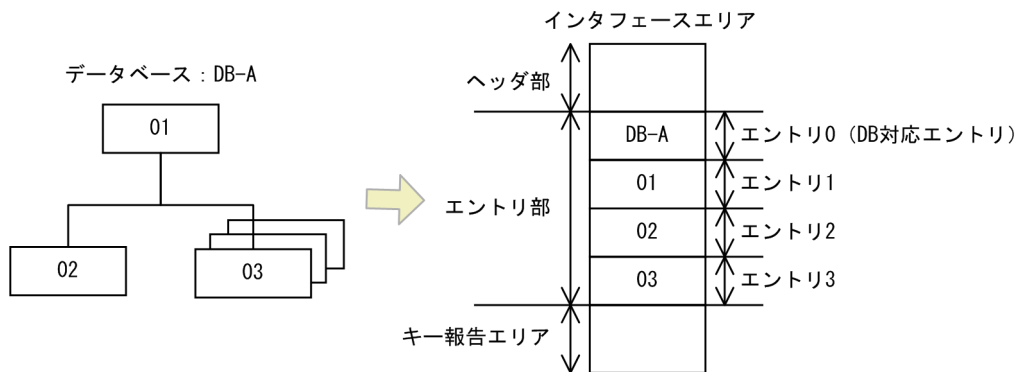 インタフェースエリア
データベース：DB-A
ヘッダ部
01
DB-A
エントリ0（DB対応エントリ）
01
エントリ1
エントリ部
02
エントリ2
02
03
03
エントリ3
キー報告エリア